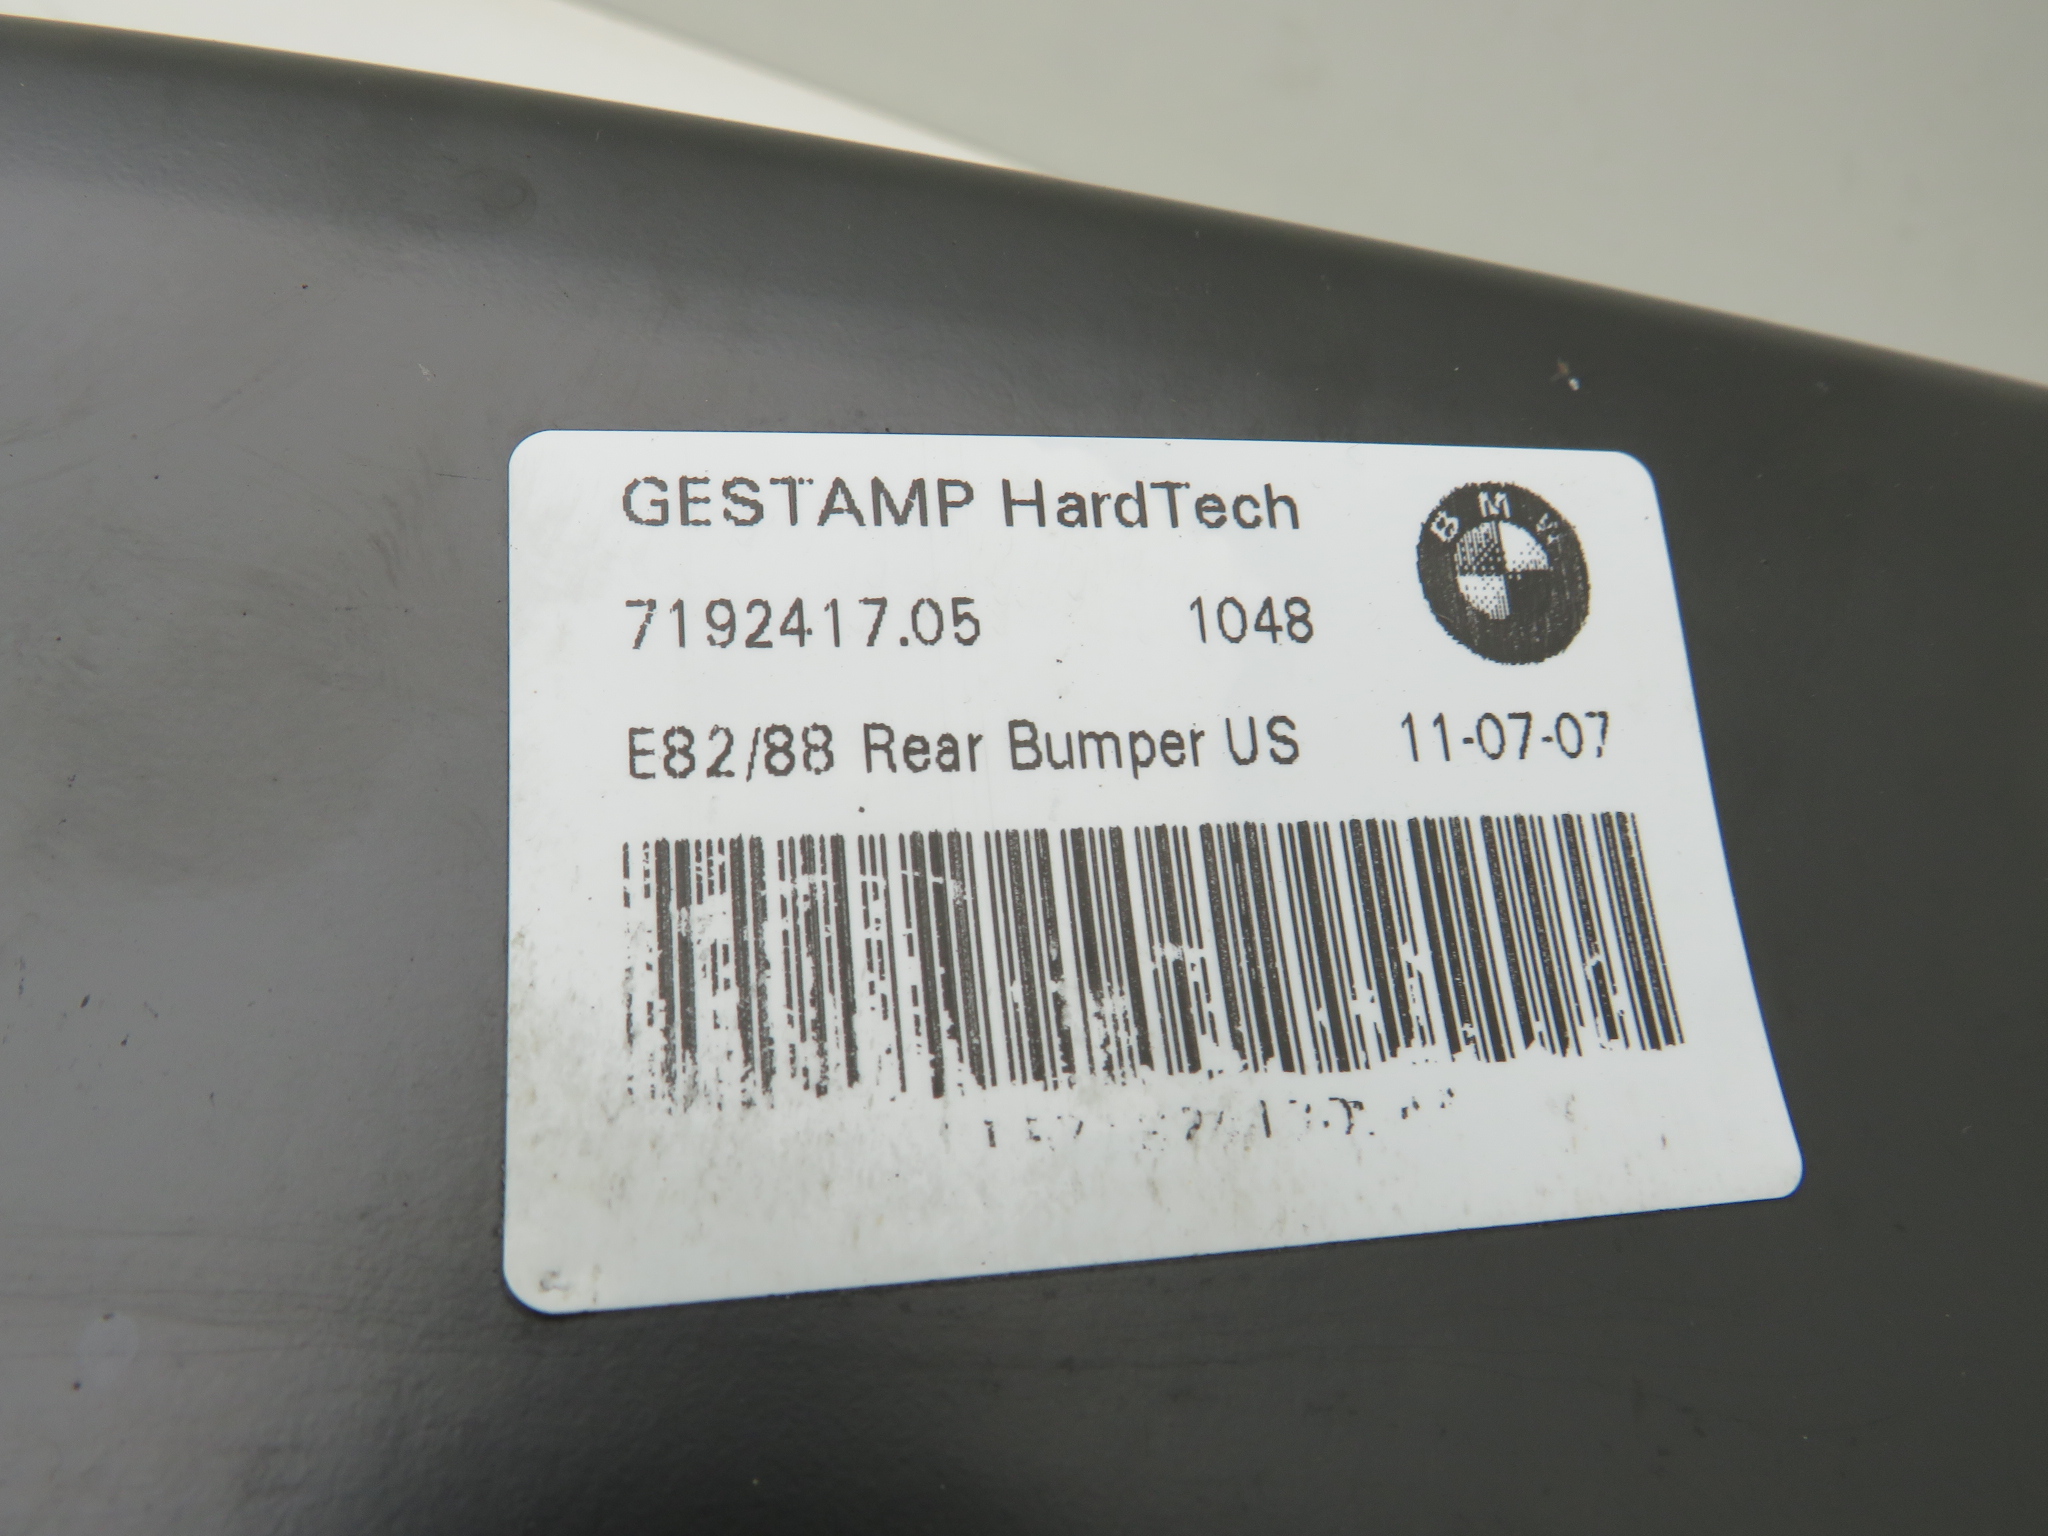 GESTAMP HardTech
BMW
7192417.05 1048
E82/88 Rear Bumper US 11-07-07